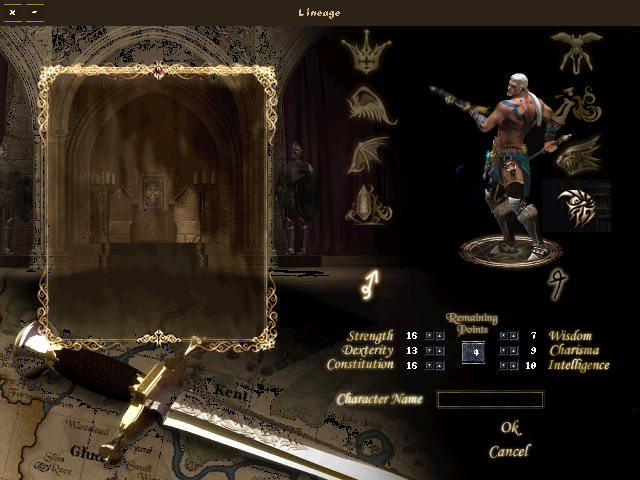 Lineage
Remaining
Points
Strength 16
Dexterity 13
Constitution 16
4
7 Wisdom
9 Charisma
10 Intelligence
Character Name
Ok
Cancel
Kent